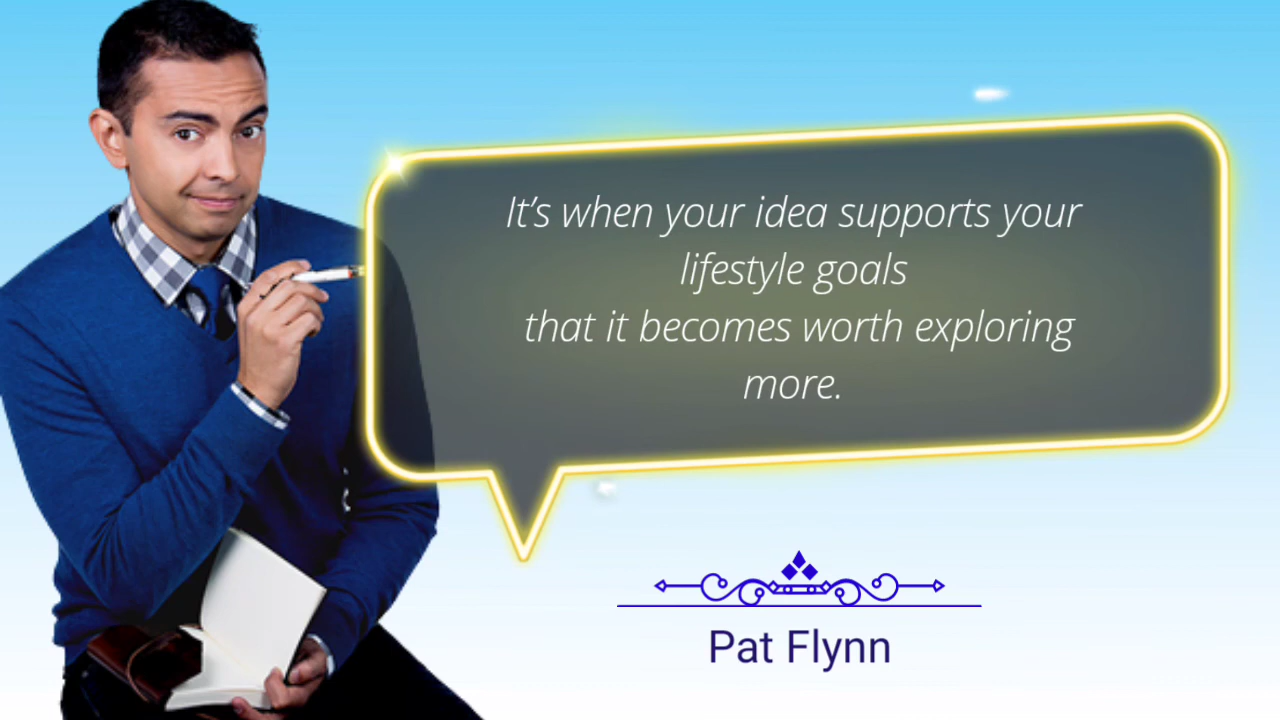 It’s when your idea supports your
lifestyle goals
that it becomes worth exploring
more.
Pat Flynn